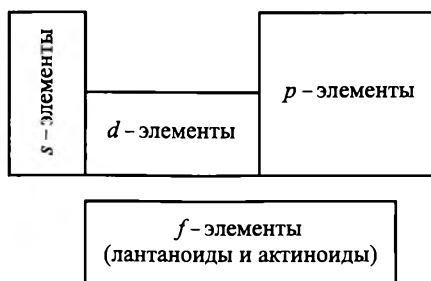 s – элементы
d – элементы
p – элементы
f – элементы
(лантаноиды и актиноиды)